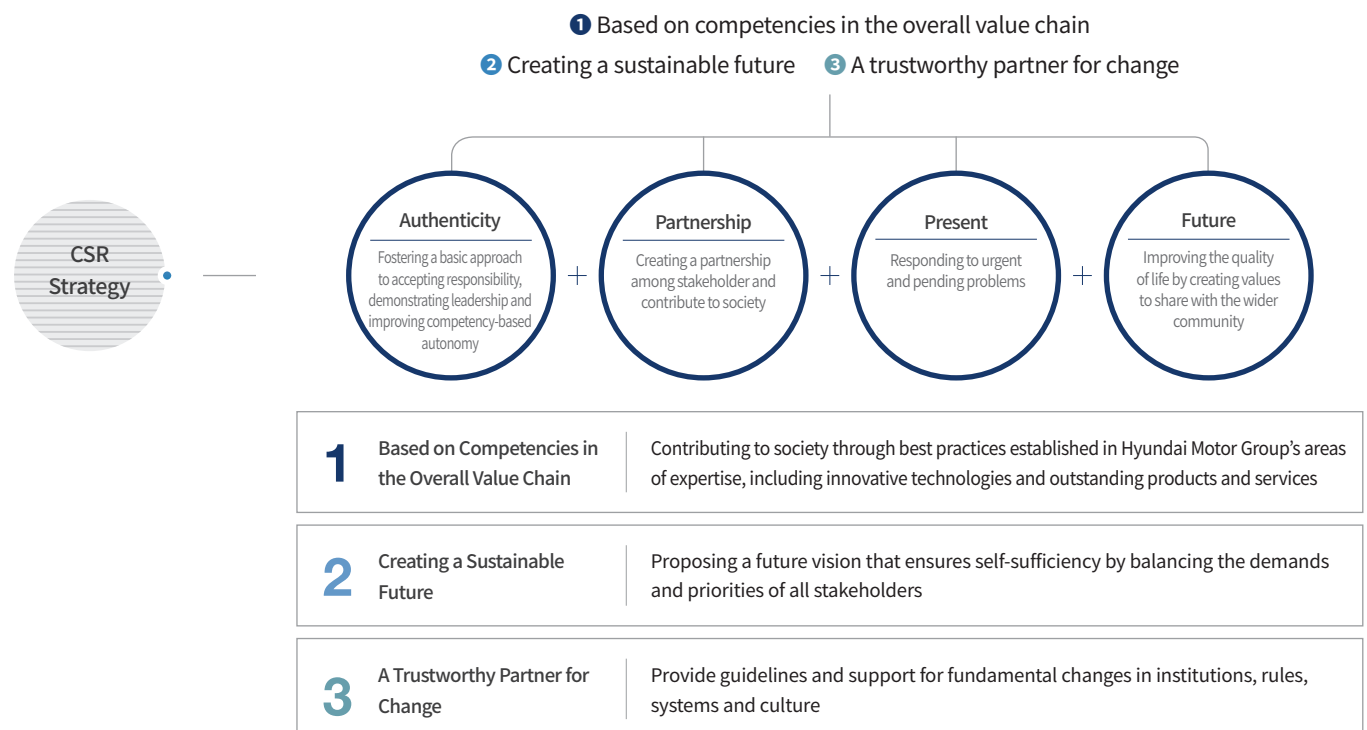 ❶ Based on competencies in the overall value chain
❷ Creating a sustainable future ❸ A trustworthy partner for change
CSR
Strategy
Authenticity
Fostering a basic approach
to accepting responsibility,
demonstrating leadership and
improving competency-based
autonomy
+
Partnership
Creating a partnership
among stakeholder and
contribute to society
+
Present
Responding to urgent
and pending problems
+
Future
Improving the quality
of life by creating values
to share with the wider
community
1
Based on Competencies in
the Overall Value Chain
Contributing to society through best practices established in Hyundai Motor Group’s areas
of expertise, including innovative technologies and outstanding products and services
2
Creating a Sustainable
Future
Proposing a future vision that ensures self-sufficiency by balancing the demands
and priorities of all stakeholders
3
A Trustworthy Partner for
Change
Provide guidelines and support for fundamental changes in institutions, rules,
systems and culture